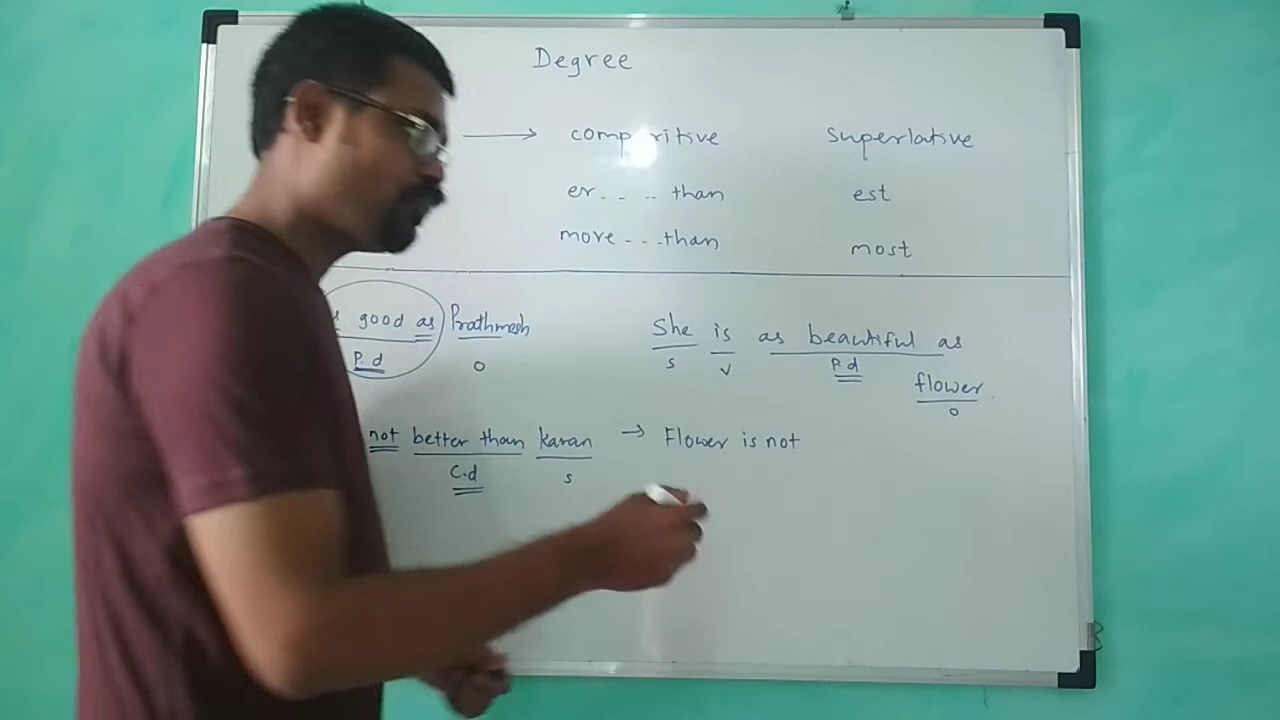 Degree
comparitive superlative
er. . .. than est
more - . . than most
good as Prathmesh
P.d o
She is as beautiful as
s v P.d
flower
o
not better than karan
C.d s
→ Flower is not